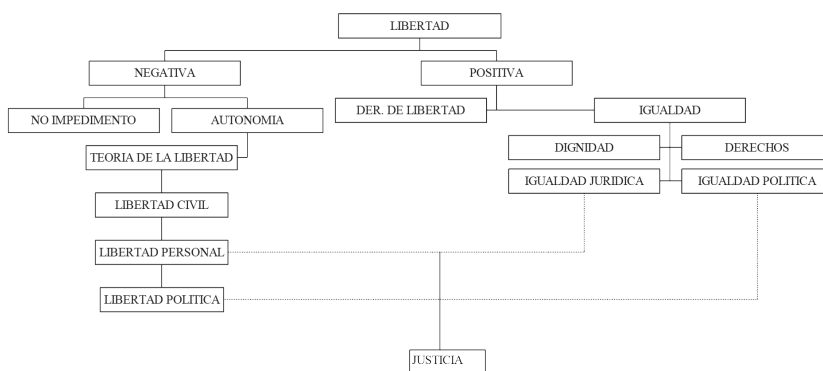 LIBERTAD
NEGATIVA
POSITIVA
NO IMPEDIMENTO
AUTONOMIA
DER. DE LIBERTAD
IGUALDAD
TEORIA DE LA LIBERTAD
DIGNIDAD
DERECHOS
IGUALDAD JURIDICA
IGUALDAD POLITICA
LIBERTAD CIVIL
LIBERTAD PERSONAL
LIBERTAD POLITICA
JUSTICIA